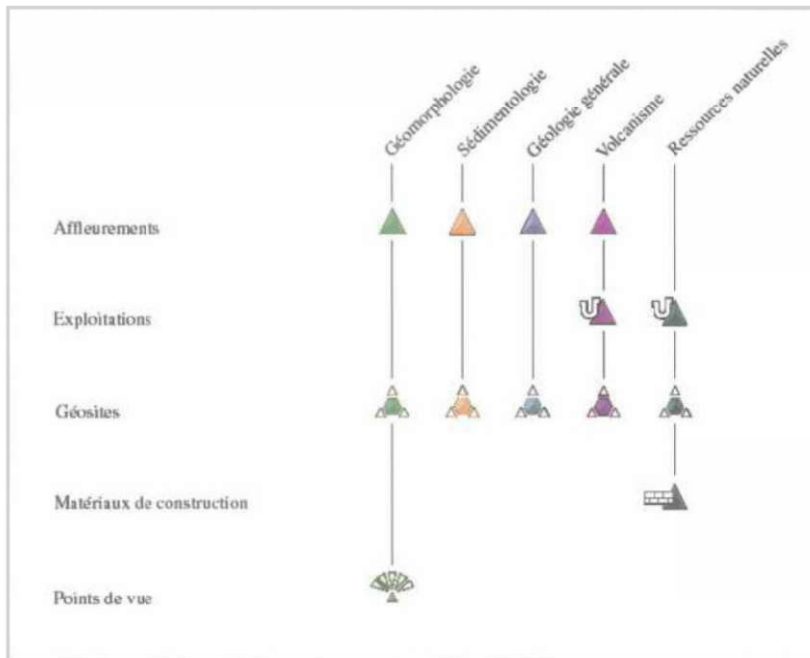 Géomorphologie
Sédimentologie
Géologie générale
Volcanisme
Ressources naturelles
Affleurements
Exploitations
Géosites
Matériaux de construction
Points de vue